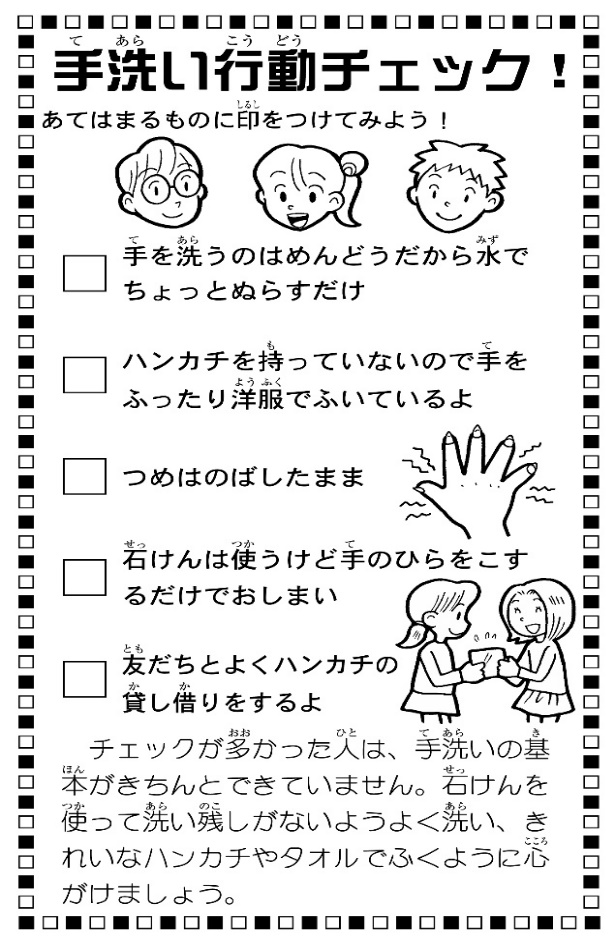 手洗い行動チェック！
あてはまるものに印をつけてみよう！
手を洗うのはめんどうだから水で
ちょっとぬらすだけ
ハンカチを持っていないので手を
ふったり洋服でふいているよ
つめはのばしたまま
石けんは使うけど手のひらをこす
るだけでおしまい
友だちとよくハンカチの
貸し借りをするよ
チェックが多かった人は、手洗いの基
本がきちんとできていません。石けんを
使って洗い残しがないようよく洗い、き
れいなハンカチやタオルでふくように心
がけましょう。